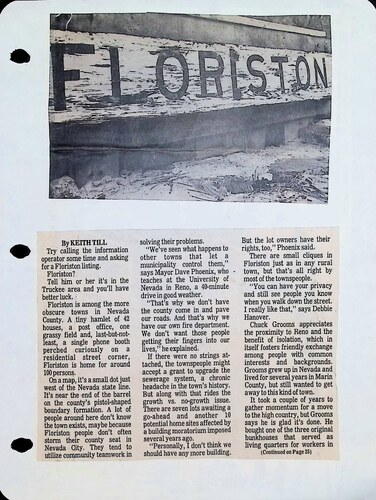 FLORISTON
By KEITH TILL
Try calling the information
operator some time and asking
for a Floriston listing.
Floriston?
Tell him or her it's in the
Truckee area and you'll have
better luck.
Floriston is among the more
obscure towns in Nevada
County. A tiny hamlet of 42
houses, a post office, one
grassy field and, last-but-not-
least, a single phone booth
perched curiously on a
residential street corner,
Floriston is home for around
100 persons.
On a map, it's a small dot just
west of the Nevada state line.
It's near the end of the barrel
on the county's pistol-shaped
boundary formation. A lot of
people around here don't know
the town exists, maybe because
Floriston people don't often
storm their county seat in
Nevada City. They tend to
utilize community teamwork in
solving their problems.
"We've seen what happens to
other towns that let a
municipality control them,"
says Mayor Dave Phoenix, who
teaches at the University of
Nevada in Reno, a 40-minute
drive in good weather.
"That's why we don't have
the county come in and pave
our roads. And that's why we
have our own fire department.
We don't want those people
getting their fingers into our
lives," he explained.
If there were no strings at-
tached, the townspeople might
accept a grant to upgrade the
sewerage system, a chronic
headache in the town's history.
But along with that rides the
growth vs. no-growth issue.
There are seven lots awaiting a
go-ahead and another 10
potential home sites affected by
a building moratorium imposed
several years ago.
"Personally, I don't think we
should have any more building.
But the lot owners have their
rights, too," Phoenix said.
There are small cliques in
Floriston just as in any rural
town, but that's all right by
most of the townspeople.
"You can have your privacy
and still see people you know
when you walk down the street.
I really like that," says Debbie
Hanover.
Chuck Grooms appreciates
the proximity to Reno and the
benefit of isolation, which in
itself fosters friendly exchange
among people with common
interests and backgrounds.
Grooms grew up in Nevada and
lived for several years in Marin
County, but still wanted to get
away to this kind of town.
It took a couple of years to
gather momentum for a move
to the high country, but Grooms
says he is glad it's done. He
bought one of the three original
bunkhouses that served as
living quarters for workers in
(Continued on Page 25)